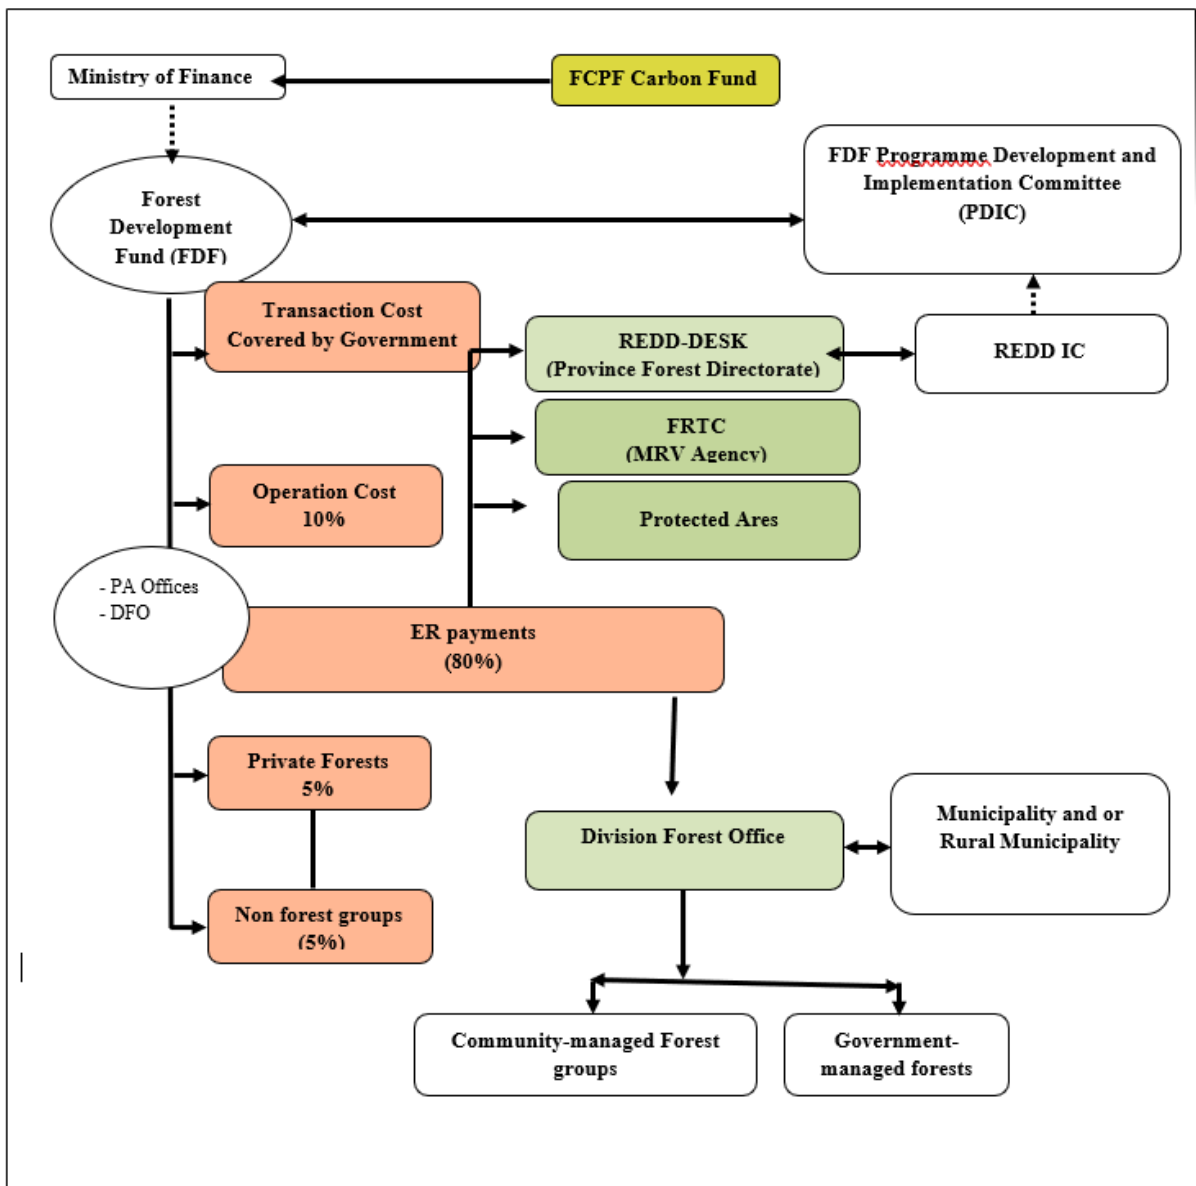 Ministry of Finance
FCPF Carbon Fund
FDF Programme Development and
Implementation Committee
(PDIC)
Forest
Development
Fund (FDF)
Transaction Cost
Covered by Government
REDD-DESK
(Province Forest Directorate)
REDD IC
FRTC
(MRV Agency)
Operation Cost
10%
Protected Ares
- PA Offices
- DFO
ER payments
(80%)
Private Forests
5%
Division Forest Office
Municipality and or
Rural Municipality
Non forest groups
(5%)
Community-managed Forest
groups
Government-
managed forests